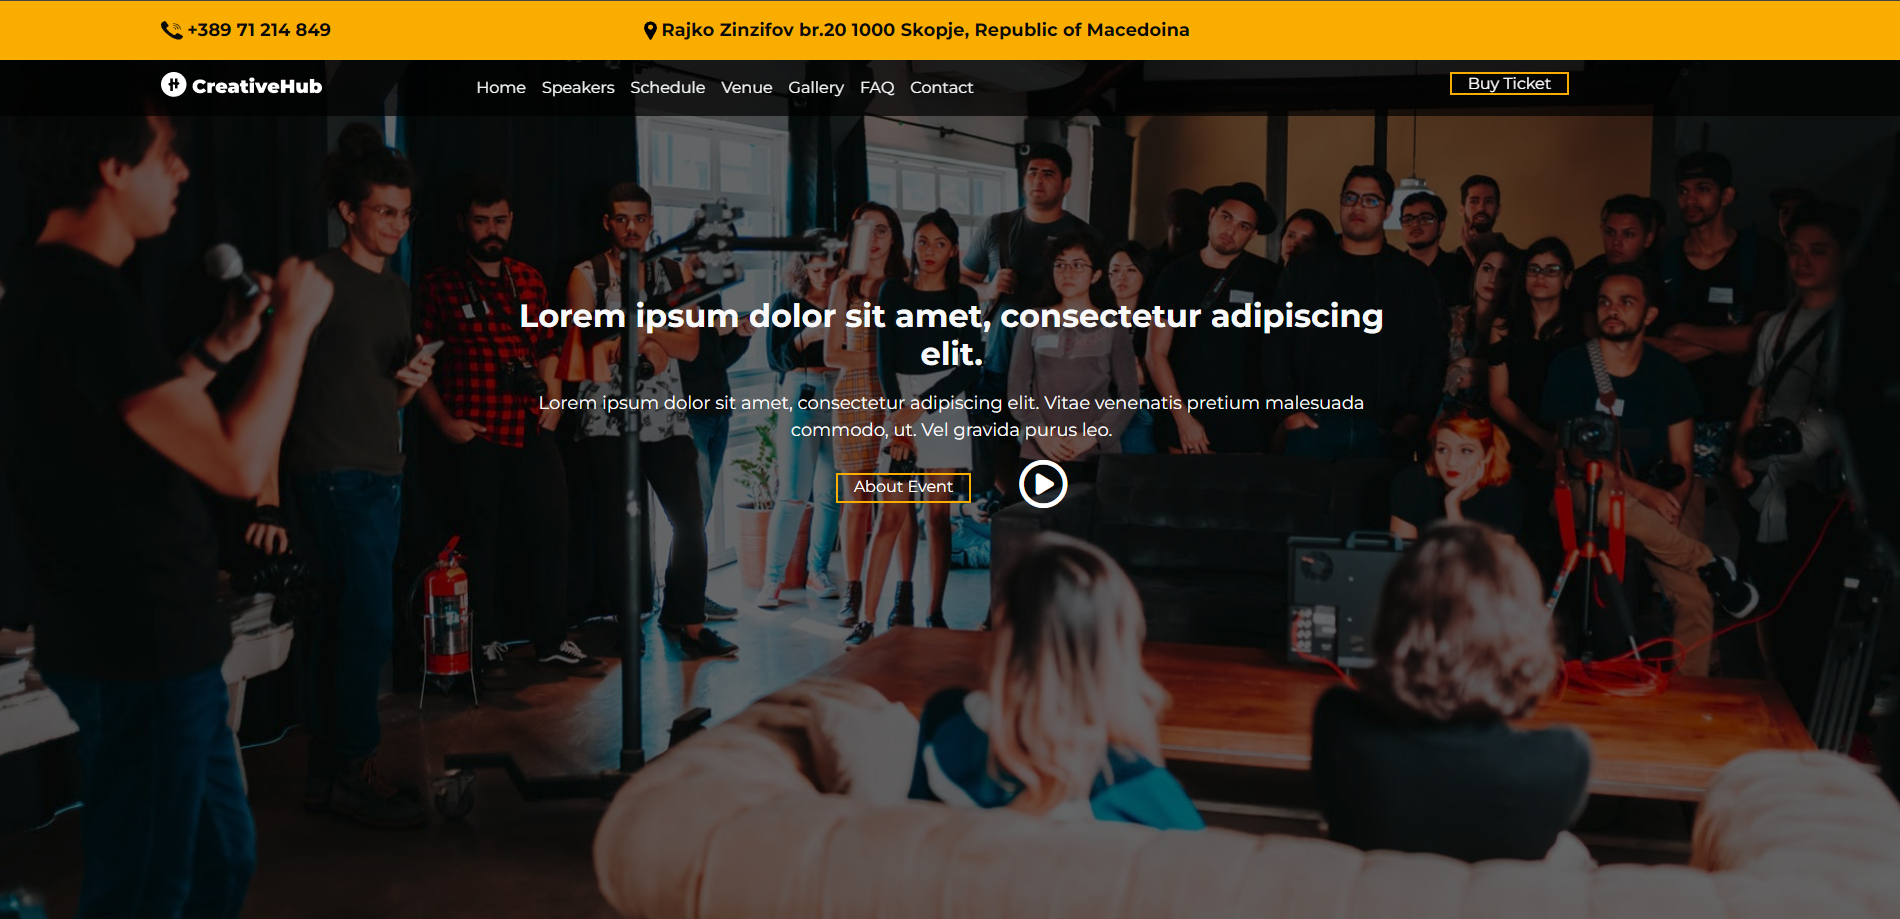 +389 71 214 849
Rajko Zinzifov br.20 1000 Skopje, Republic of Macedoina
CreativeHub
Home Speakers Schedule Venue Gallery FAQ Contact
Buy Ticket
Lorem ipsum dolor sit amet, consectetur adipiscing
elit.
Lorem ipsum dolor sit amet, consectetur adipiscing elit. Vitae venenatis pretium malesuada
commodo, ut. Vel gravida purus leo.
About Event